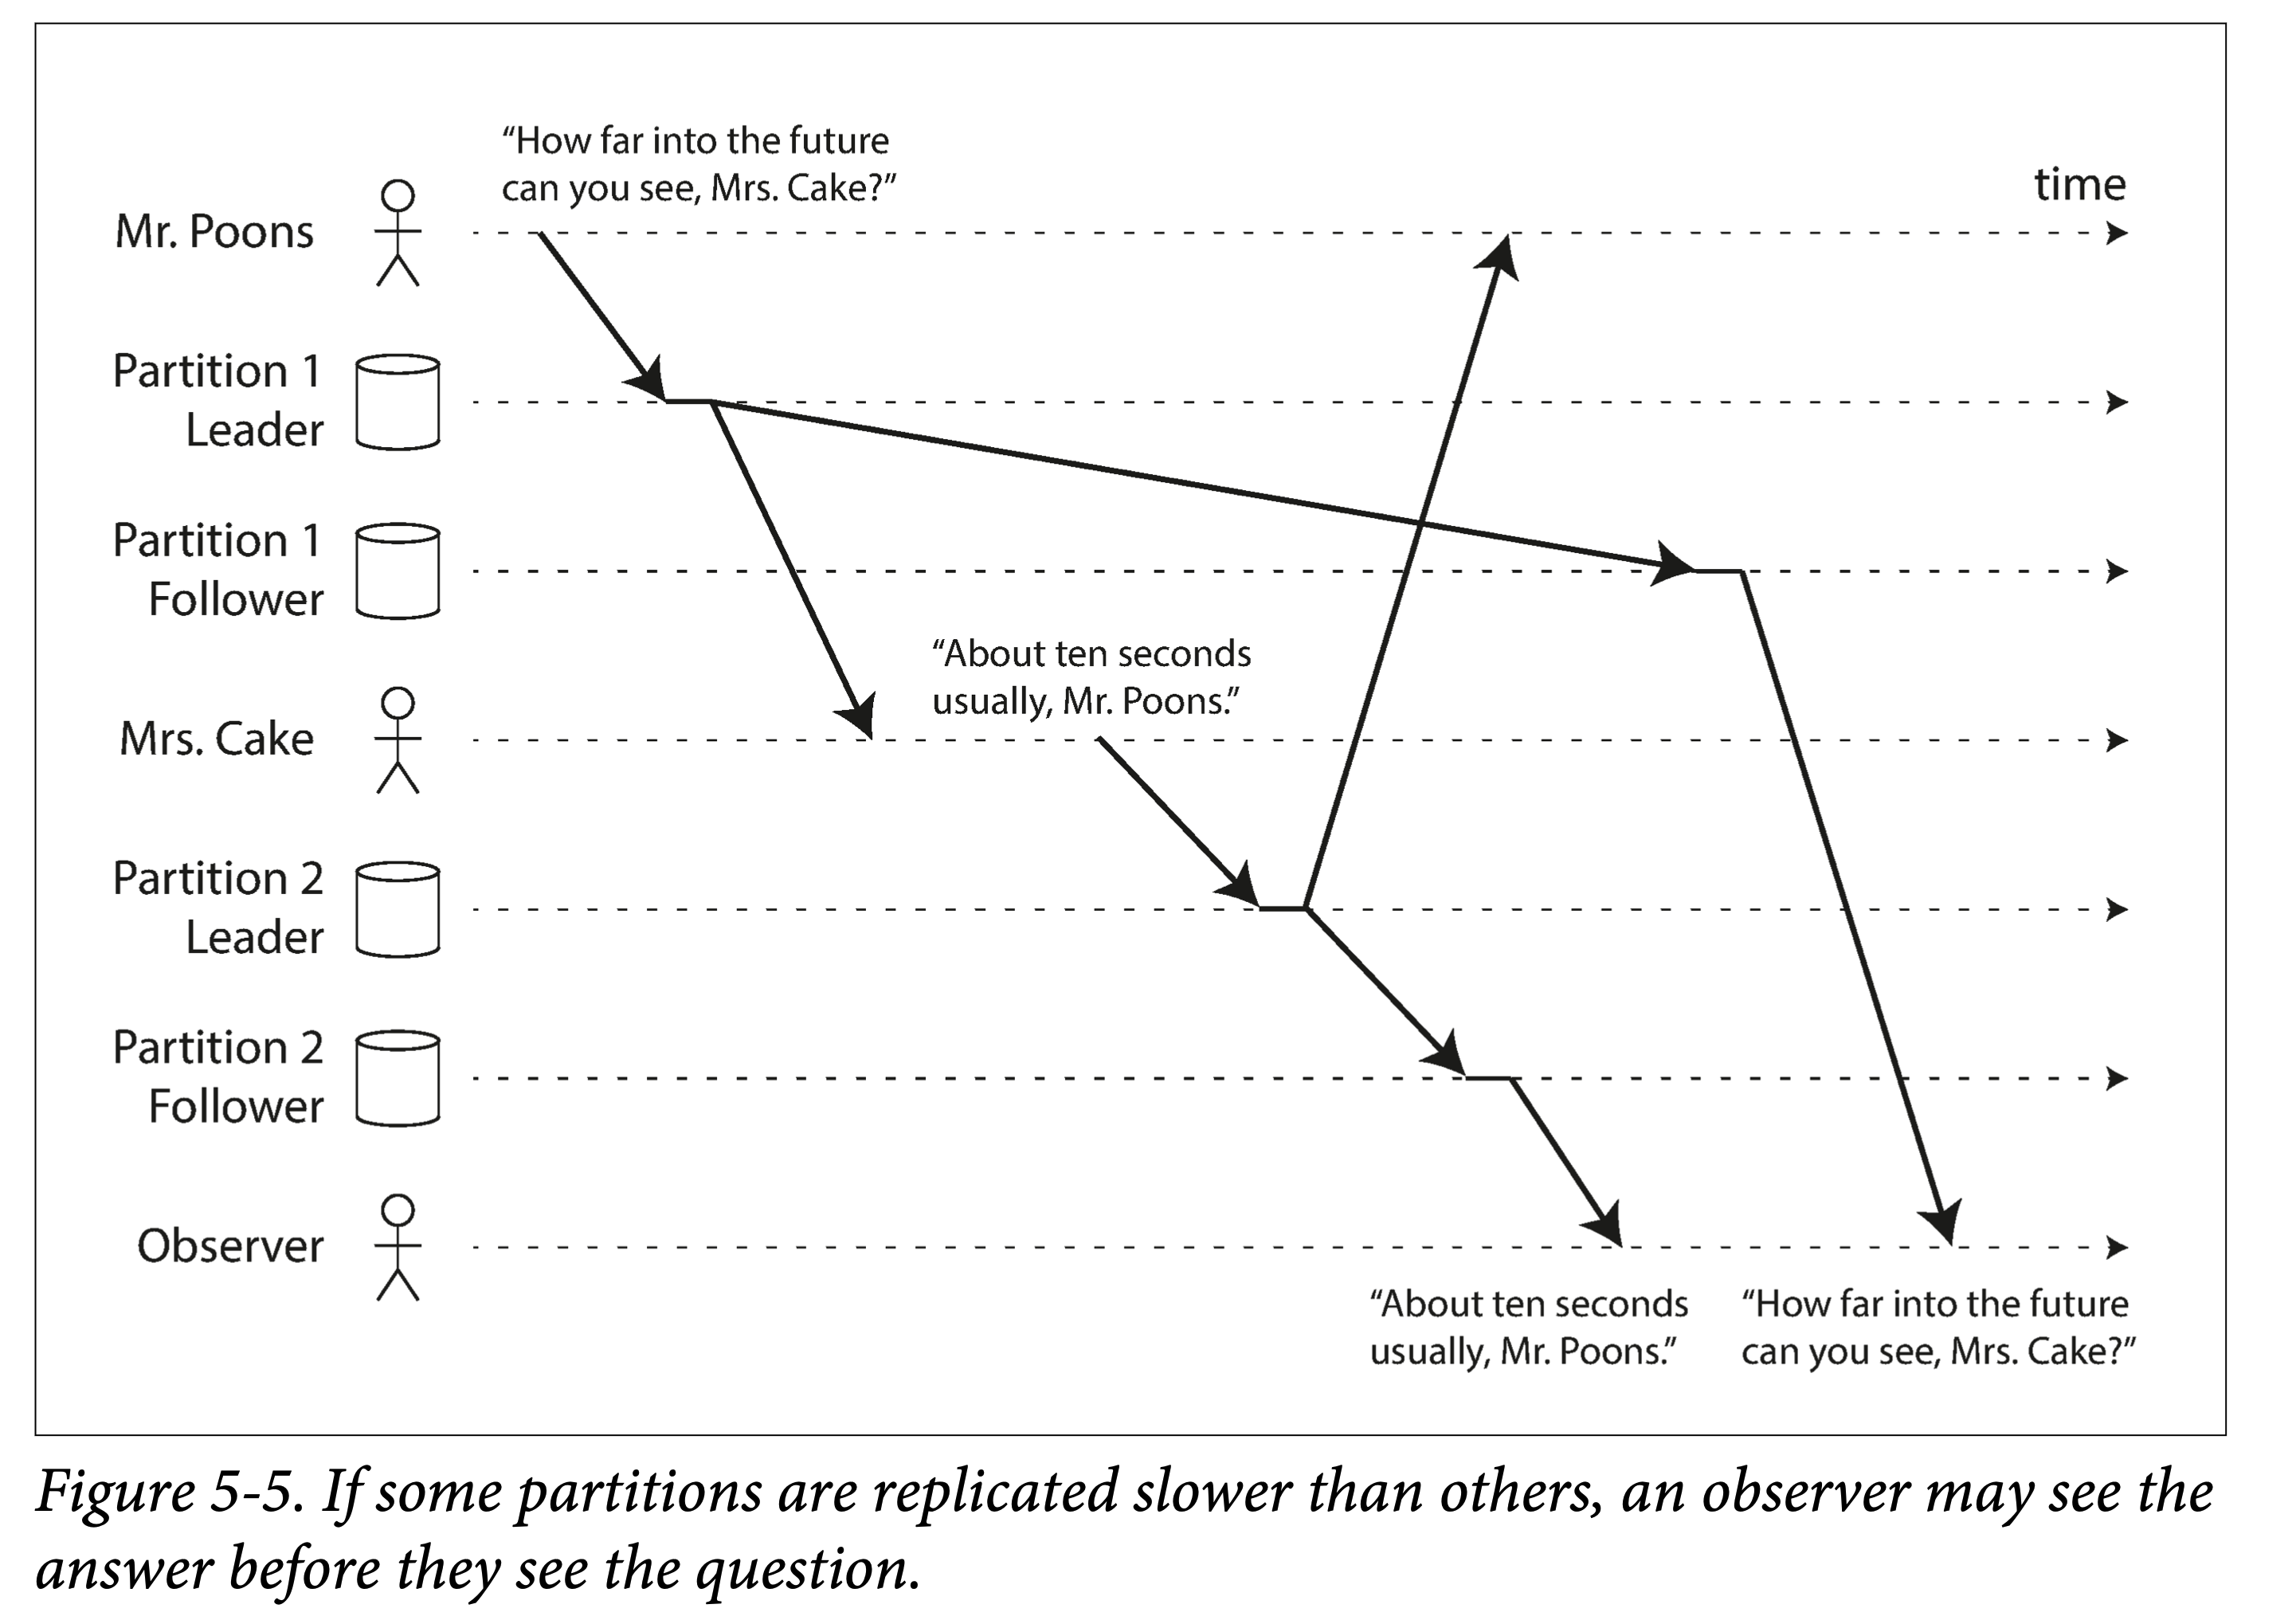 “How far into the future
can you see, Mrs. Cake?”
time
Mr. Poons
Partition 1
Leader
Partition 1
Follower
“About ten seconds
usually, Mr. Poons.”
Mrs. Cake
Partition 2
Leader
Partition 2
Follower
Observer
“About ten seconds
usually, Mr. Poons.”
“How far into the future
can you see, Mrs. Cake?”
Figure 5-5. If some partitions are replicated slower than others, an observer may see the
answer before they see the question.